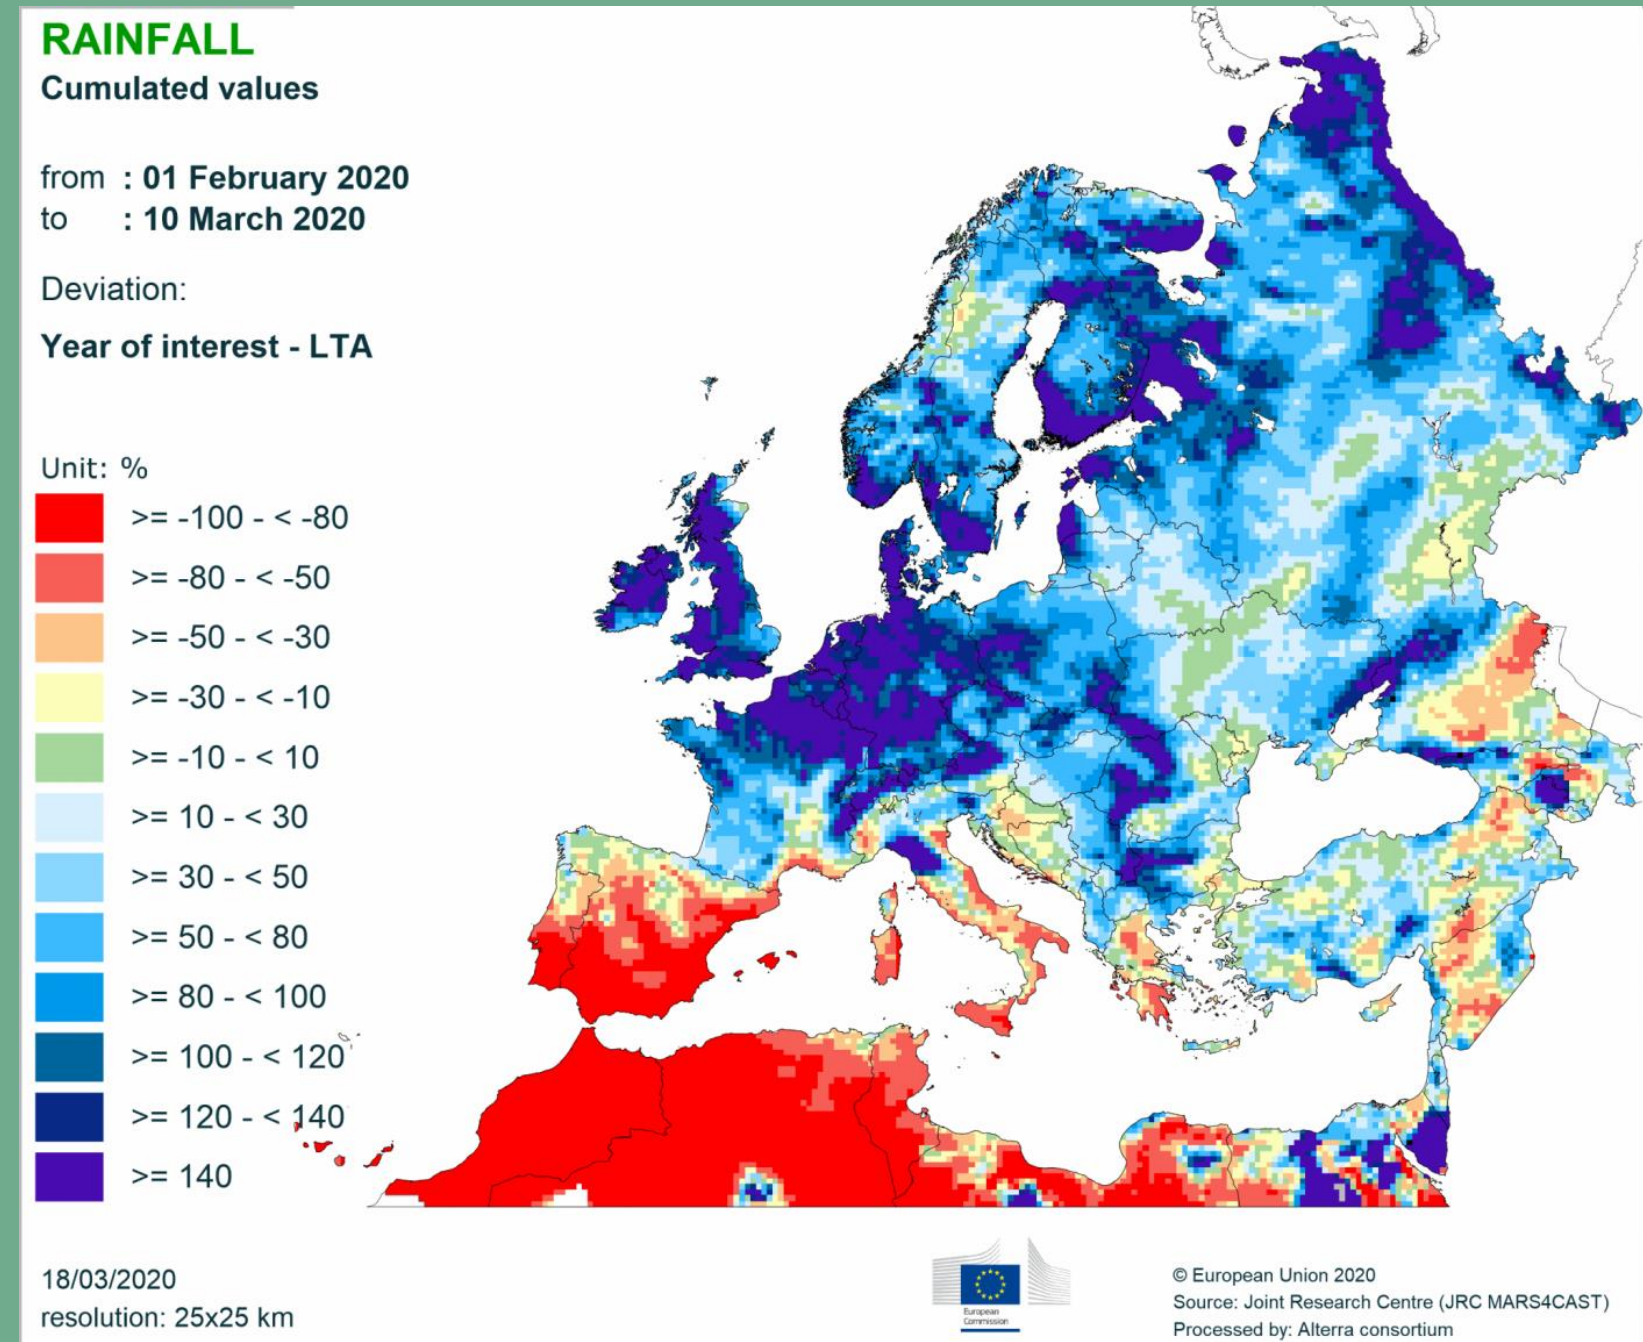 RAINFALL
Cumulated values
from : 01 February 2020
to : 10 March 2020
Deviation:
Year of interest - LTA
Unit: %
>= -100 - < -80
>= -80 - < -50
>= -50 - < -30
>= -30 - < -10
>= -10 - < 10
>= 10 - < 30
>= 30 - < 50
>= 50 - < 80
>= 80 - < 100
>= 100 - < 120
>= 120 - < 140
>= 140
18/03/2020
resolution: 25x25 km
European
Commission
© European Union 2020
Source: Joint Research Centre (JRC MARS4CAST)
Processed by: Alterra consortium